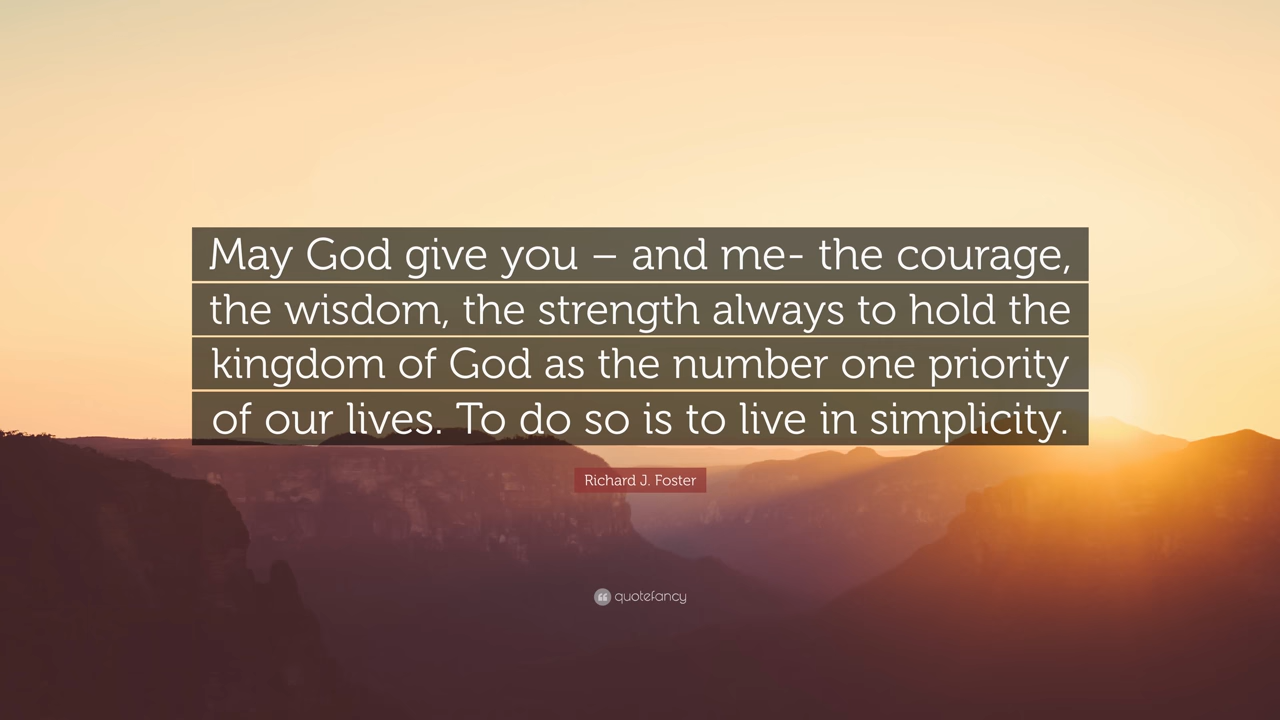 May God give you – and me- the courage,
the wisdom, the strength always to hold the
kingdom of God as the number one priority
of our lives. To do so is to live in simplicity.
Richard J. Foster
quotefancy